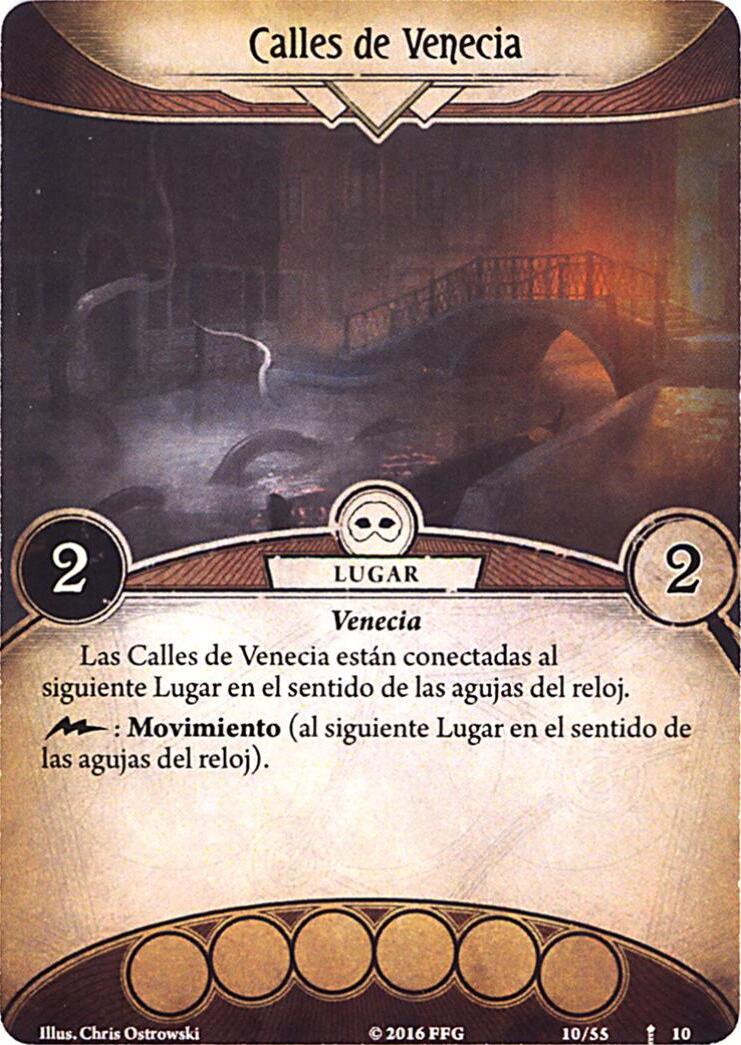 Calles de Venecia
2
LUGAR
2
Venecia
Las Calles de Venecia están conectadas al
siguiente Lugar en el sentido de las agujas del reloj.
: Movimiento (al siguiente Lugar en el sentido de
las agujas del reloj).
Illus. Chris Ostrowski
© 2016 FFG
10/55
10